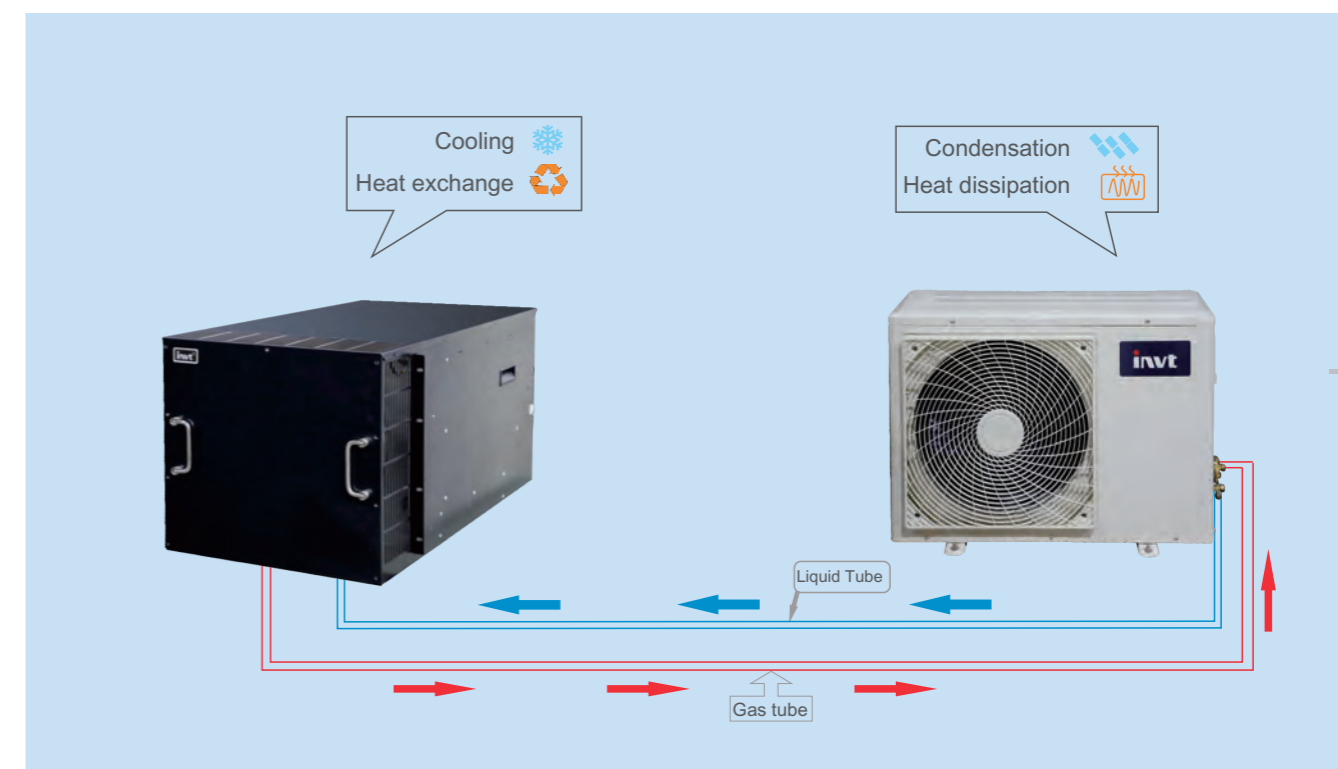 Cooling
Heat exchange
Condensation
Heat dissipation
invt
invt
Liquid Tube
Gas tube